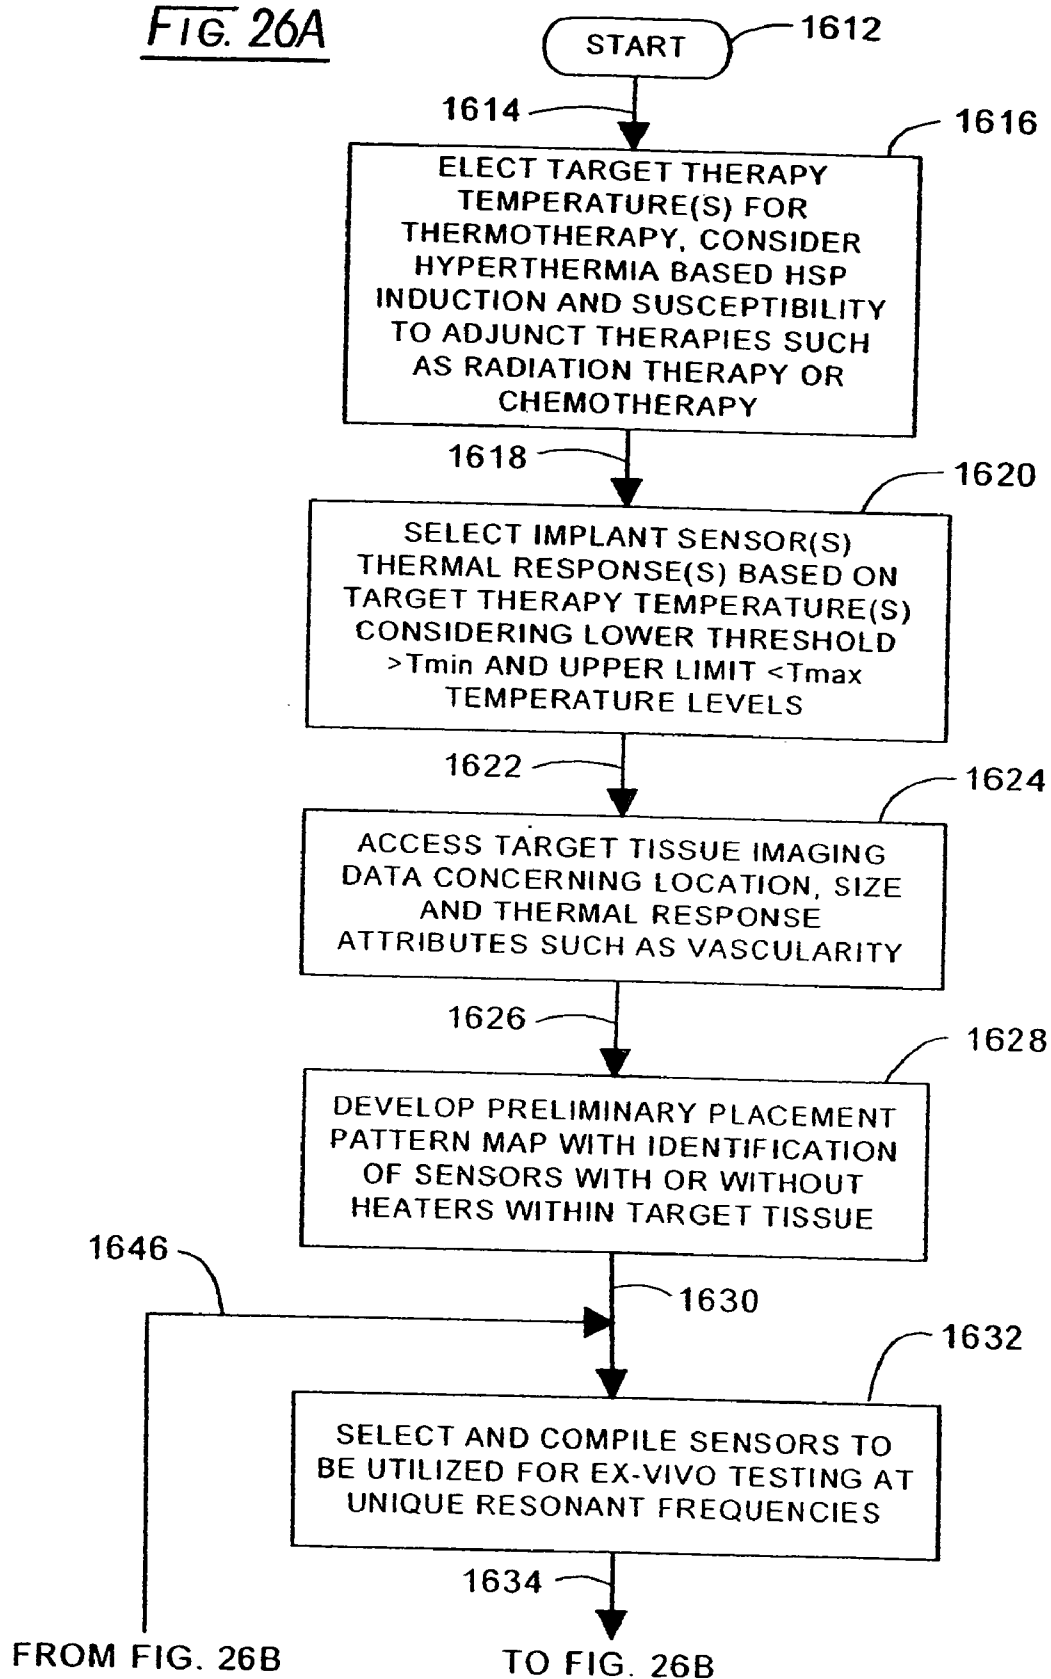 FIG. 26A
START
1612
1614
1616
ELECT TARGET THERAPY
TEMPERATURE(S) FOR
THERMOTHERAPY, CONSIDER
HYPERTHERMIA BASED HSP
INDUCTION AND SUSCEPTIBILITY
TO ADJUNCT THERAPIES SUCH
AS RADIATION THERAPY OR
CHEMOTHERAPY
1618
1620
SELECT IMPLANT SENSOR(S)
THERMAL RESPONSE(S) BASED ON
TARGET THERAPY TEMPERATURE(S)
CONSIDERING LOWER THRESHOLD
>Tmin AND UPPER LIMIT <Tmax
TEMPERATURE LEVELS
1622
1624
ACCESS TARGET TISSUE IMAGING
DATA CONCERNING LOCATION, SIZE
AND THERMAL RESPONSE
ATTRIBUTES SUCH AS VASCULARITY
1626
1628
DEVELOP PRELIMINARY PLACEMENT
PATTERN MAP WITH IDENTIFICATION
OF SENSORS WITH OR WITHOUT
HEATERS WITHIN TARGET TISSUE
1646
1630
1632
SELECT AND COMPILE SENSORS TO
BE UTILIZED FOR EX-VIVO TESTING AT
UNIQUE RESONANT FREQUENCIES
1634
FROM FIG. 26B
TO FIG. 26B